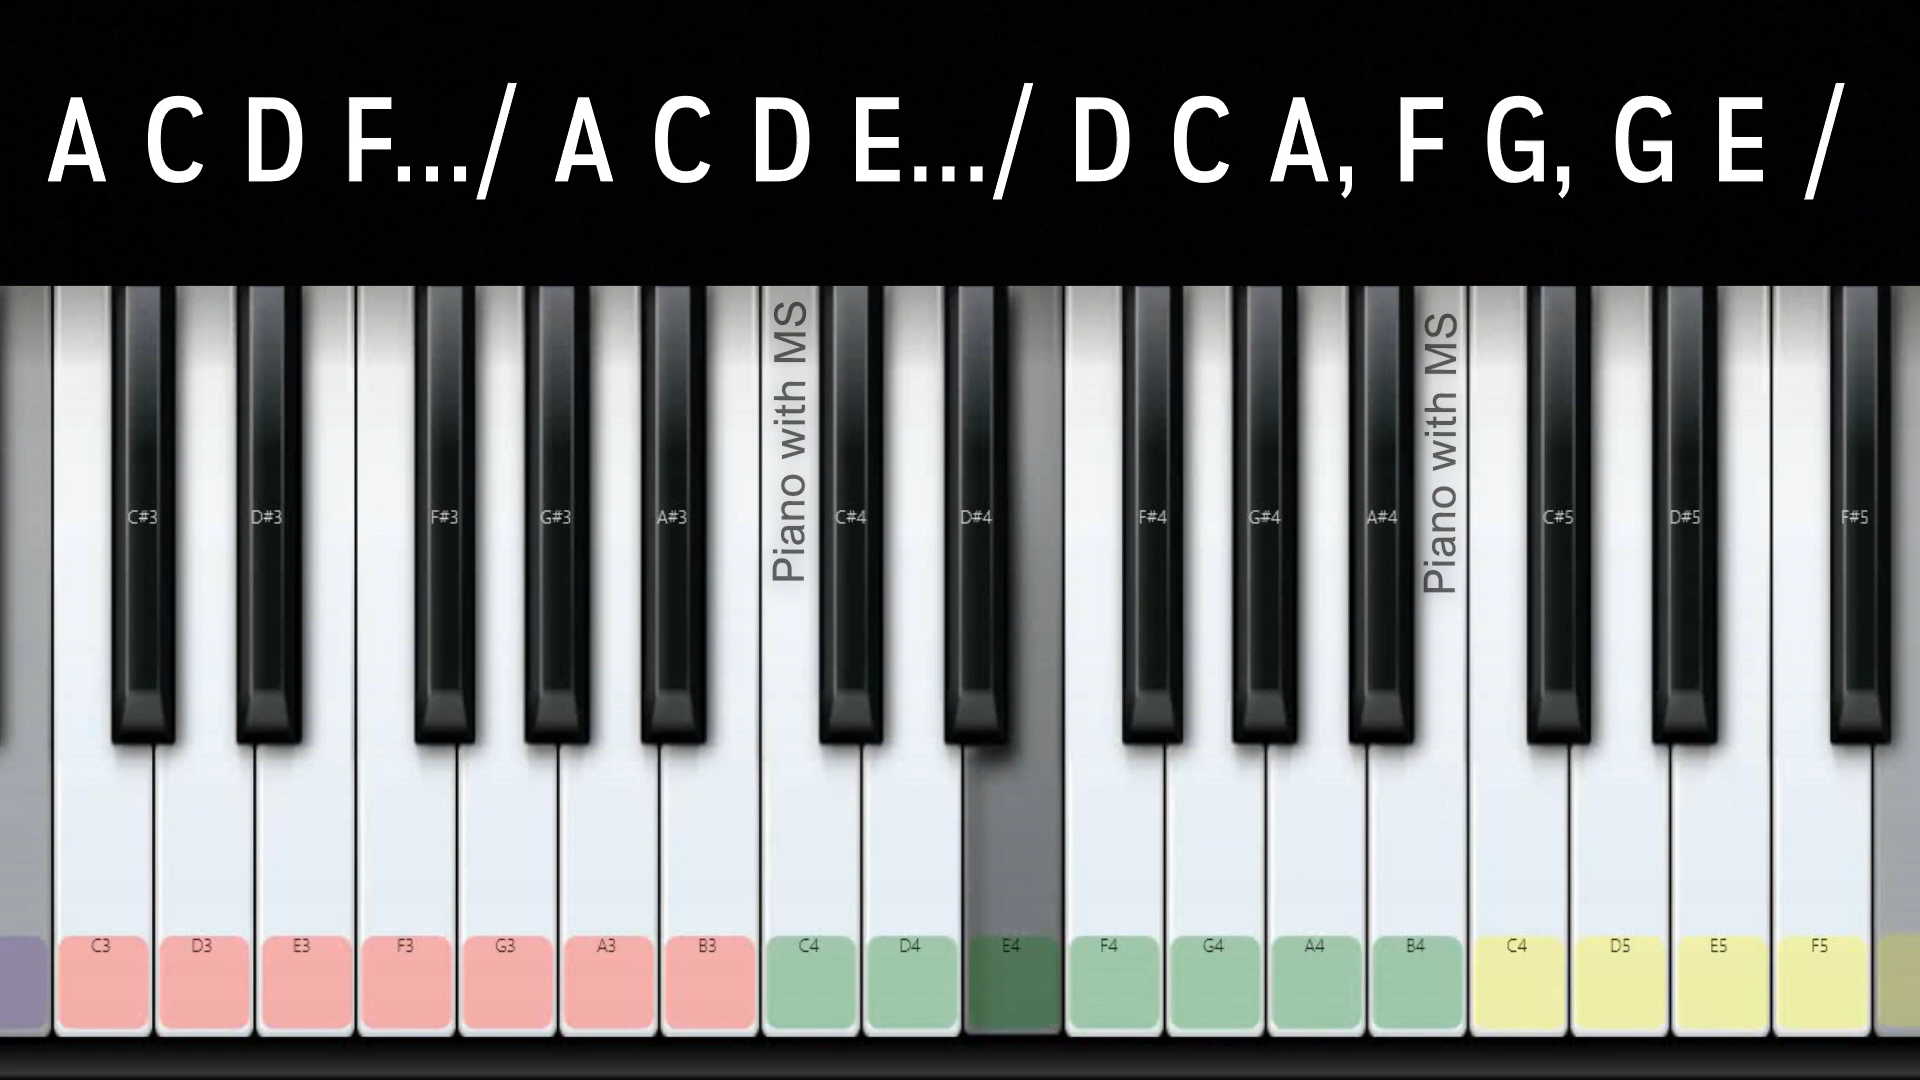 A C D F.../ A C D E.../ D C A, F G, G E /
Piano with MS
Piano with MS
C#3 D#3 F#3 G#3 A#3 C#4 D#4 F#4 G#4 A#4 C#5 D#5 F#5
C3 D3 E3 F3 G3 A3 B3 C4 D4 E4 F4 G4 A4 B4 C4 D5 E5 F5